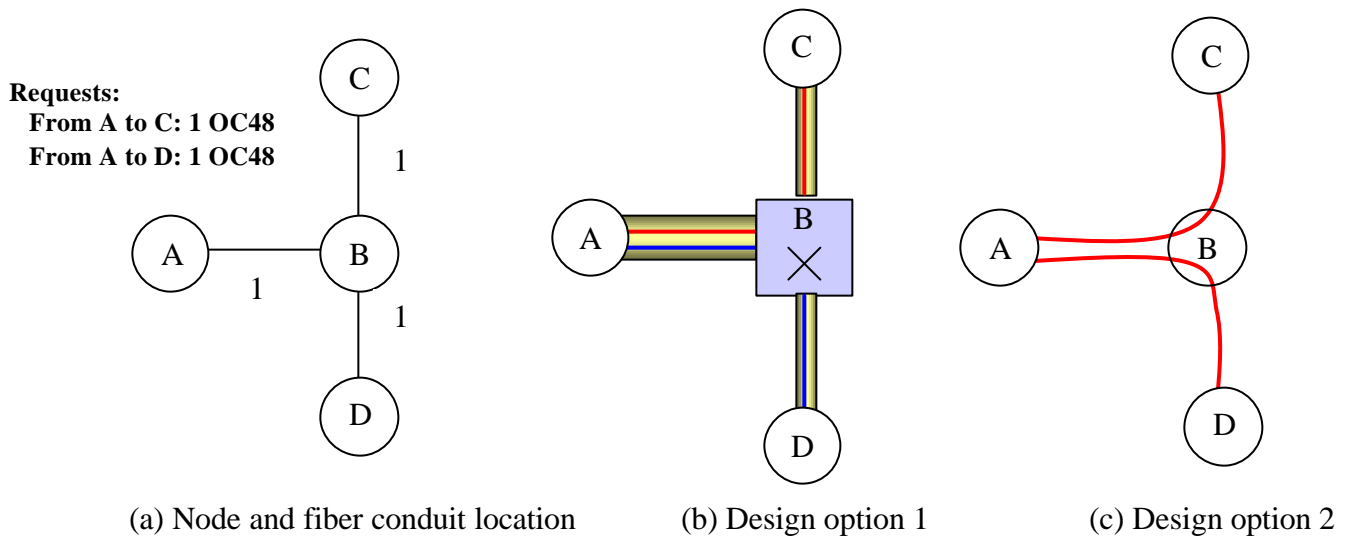 Requests:
From A to C: 1 OC48
From A to D: 1 OC48
C
1
A
B
1
1
D
(a) Node and fiber conduit location
C
A
B
D
(b) Design option 1
C
A
B
D
(c) Design option 2